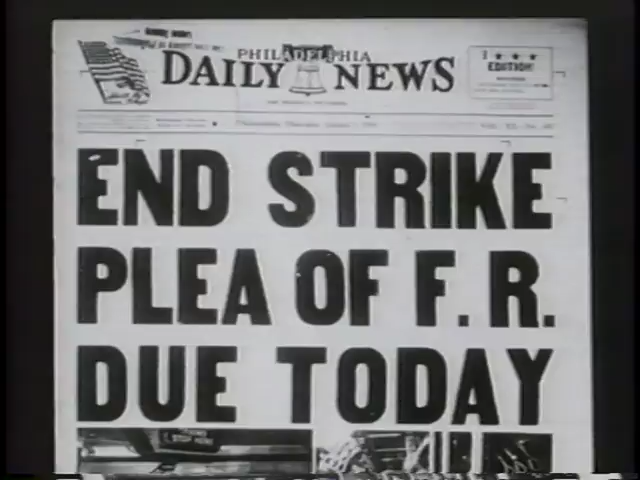 PHILADELPHIA
DAILY NEWS
EDITION
END STRIKE
PLEA OF F. R.
DUE TODAY